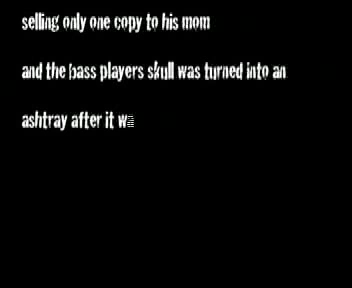 selling only one copy to his mom
and the bass players skull was turned into an
ashtray after it w